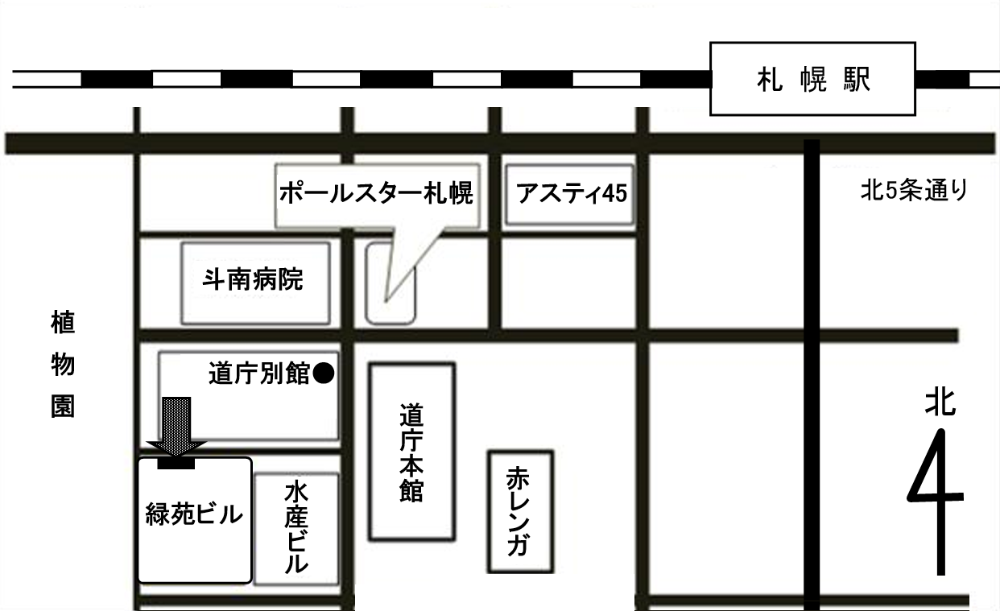 札幌駅
北5条通り
ポールスター札幌
アスティ45
斗南病院
植物園
道庁別館●
道庁本館
赤レンガ
緑苑ビル
水産ビル
北